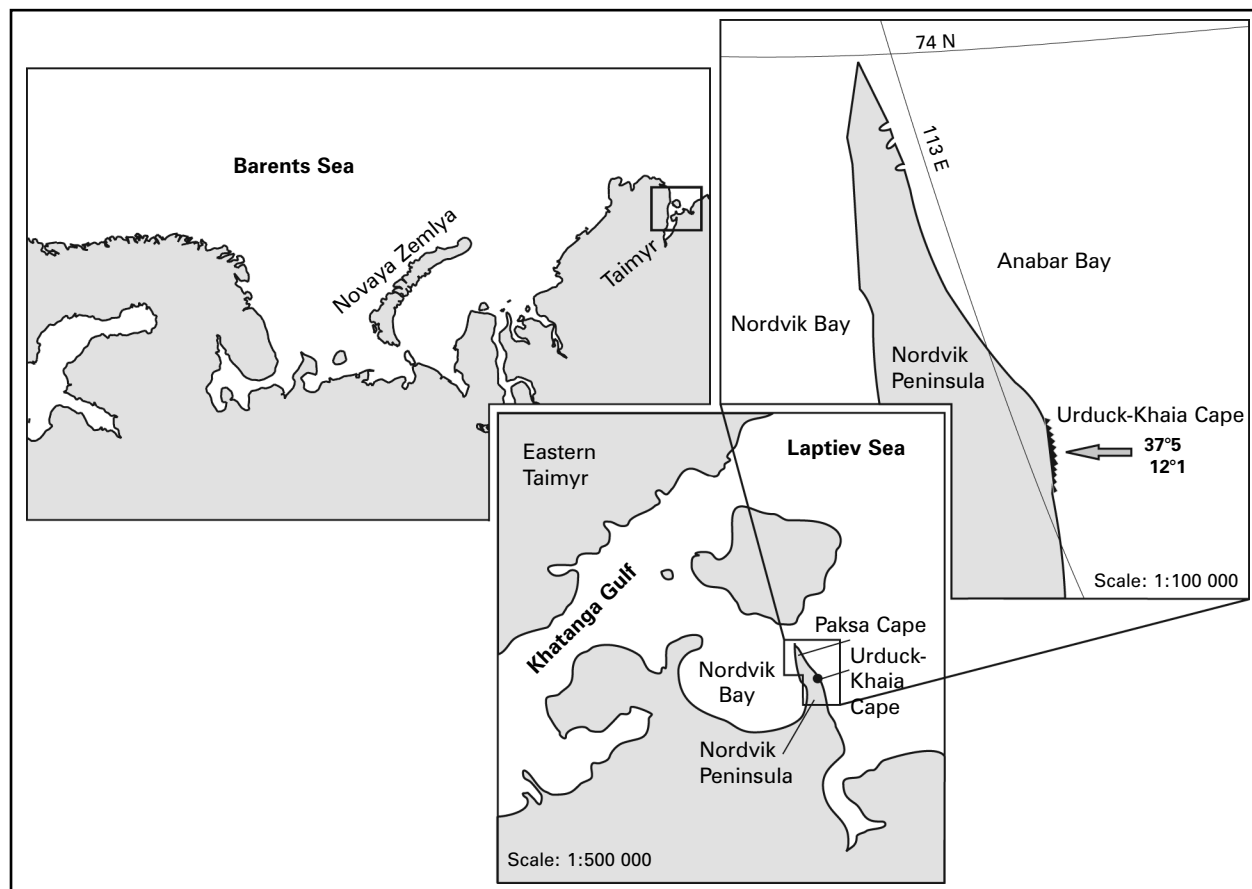 Barents Sea
Novaya Zemlya
Taimyr
74 N
113 E
Anabar Bay
Nordvik Bay
Nordvik
Peninsula
Urduck-Khaia Cape
37°5
12°1
Scale: 1:100 000
Eastern
Taimyr
Laptiev Sea
Khatanga Gulf
Paksa Cape
Urduck-
Khaia
Cape
Nordvik
Bay
Nordvik
Peninsula
Scale: 1:500 000